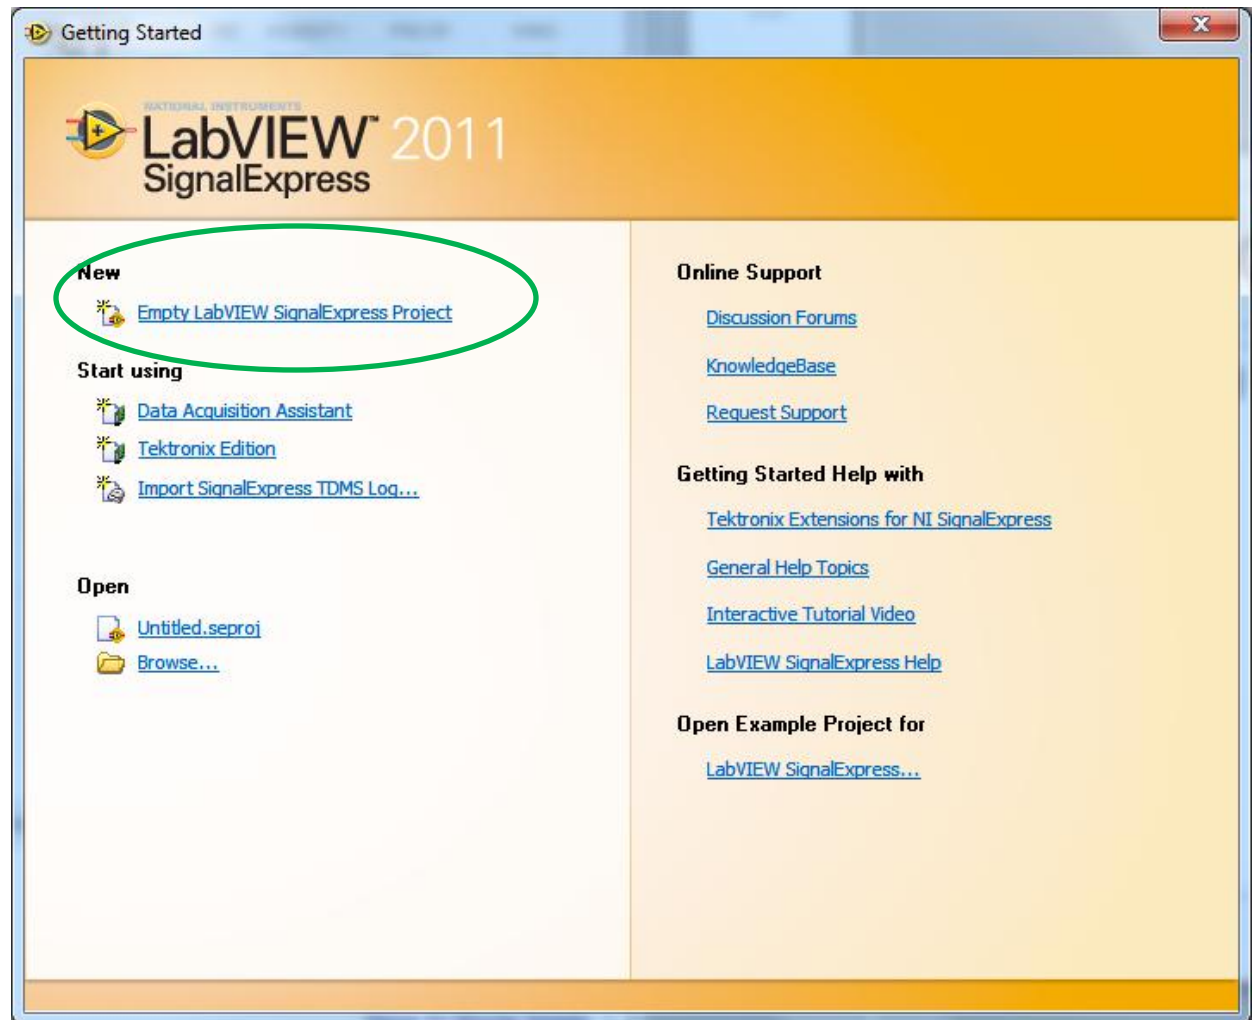 Getting Started
NATIONAL INSTRUMENTS
LabVIEW™ 2011
SignalExpress
New
Empty LabVIEW SignalExpress Project
Start using
Data Acquisition Assistant
Tektronix Edition
Import SignalExpress TDMS Log...
Open
Untitled.seproj
Browse...
Online Support
Discussion Forums
KnowledgeBase
Request Support
Getting Started Help with
Tektronix Extensions for NI SignalExpress
General Help Topics
Interactive Tutorial Video
LabVIEW SignalExpress Help
Open Example Project for
LabVIEW SignalExpress...